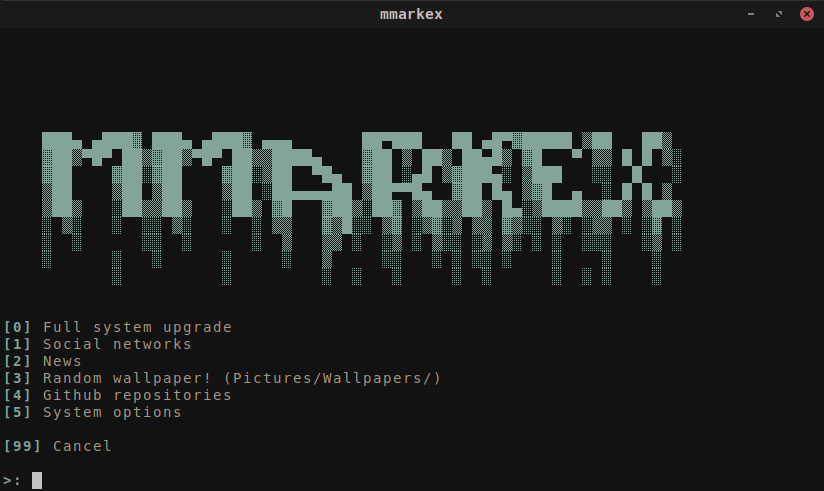 mmarkex
MMARKEX
[0] Full system upgrade
[1] Social networks
[2] News
[3] Random wallpaper! (Pictures/Wallpapers/)
[4] Github repositories
[5] System options
[99] Cancel
>: